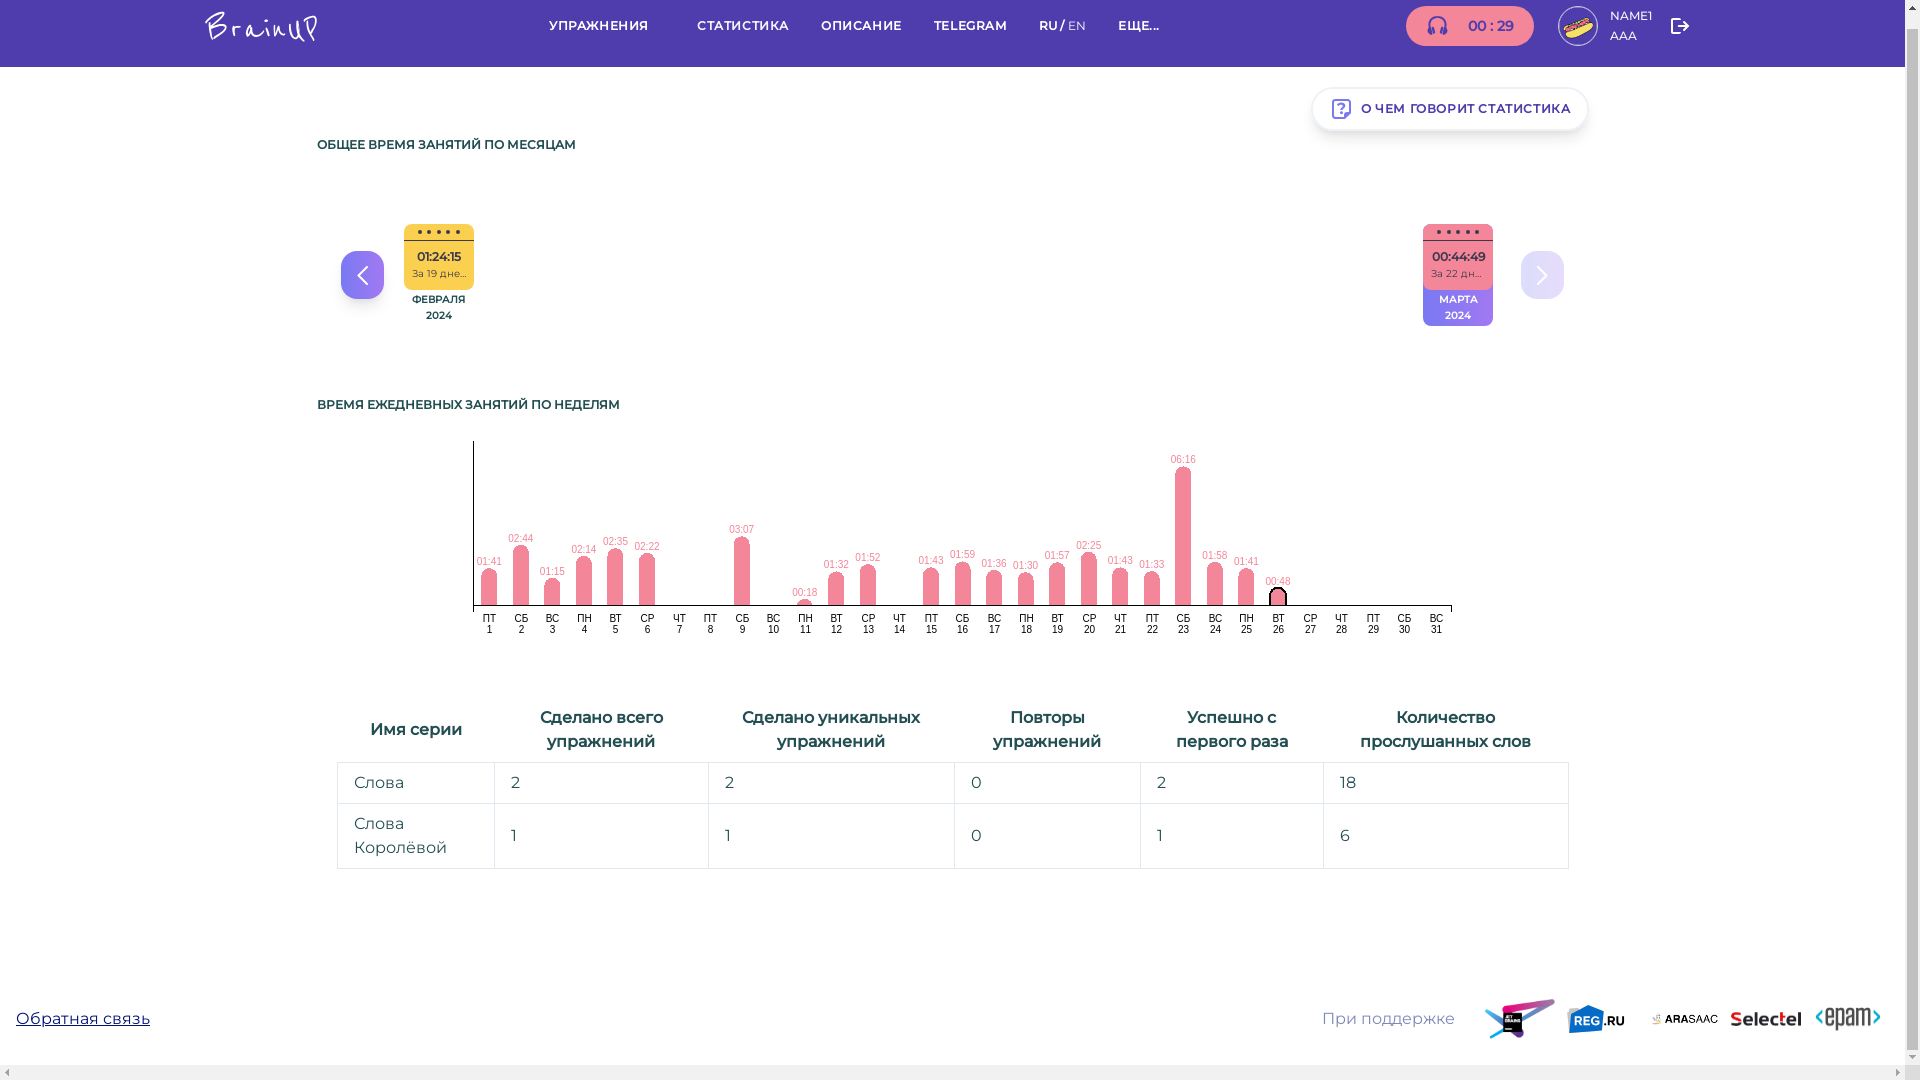 BrainUP
УПРАЖНЕНИЯ СТАТИСТИКА ОПИСАНИЕ TELEGRAM RU / EN ЕЩЕ...
00 : 29
NAME1
AAA
О ЧЕМ ГОВОРИТ СТАТИСТИКА
ОБЩЕЕ ВРЕМЯ ЗАНЯТИЙ ПО МЕСЯЦАМ
01:24:15
За 19 дне...
ФЕВРАЛЯ
2024
00:44:49
За 22 дн...
МАРТА
2024
ВРЕМЯ ЕЖЕДНЕВНЫХ ЗАНЯТИЙ ПО НЕДЕЛЯМ
01:41 02:44 01:15 02:14 02:35 02:22 03:07 00:18 01:32 01:52 01:43 01:59 01:36 01:30 01:57 02:25 01:43 01:33 06:16 01:58 01:41 00:48
ПТ СБ ВС ПН ВТ СР ЧТ ПТ СБ ВС ПН ВТ СР ЧТ ПТ СБ ВС ПН ВТ СР ЧТ ПТ СБ ВС ПН ВТ СР ЧТ ПТ СБ ВС
1 2 3 4 5 6 7 8 9 10 11 12 13 14 15 16 17 18 19 20 21 22 23 24 25 26 27 28 29 30 31
Имя серии
Сделано всего
упражнений
Сделано уникальных
упражнений
Повторы
упражнений
Успешно с
первого раза
Количество
прослушанных слов
Слова 2 2 0 2 18
Слова
Королёвой 1 1 0 1 6
Обратная связь
При поддержке
JET
BRAINS
REG.RU
ARASAAC
Selectel
<epam>